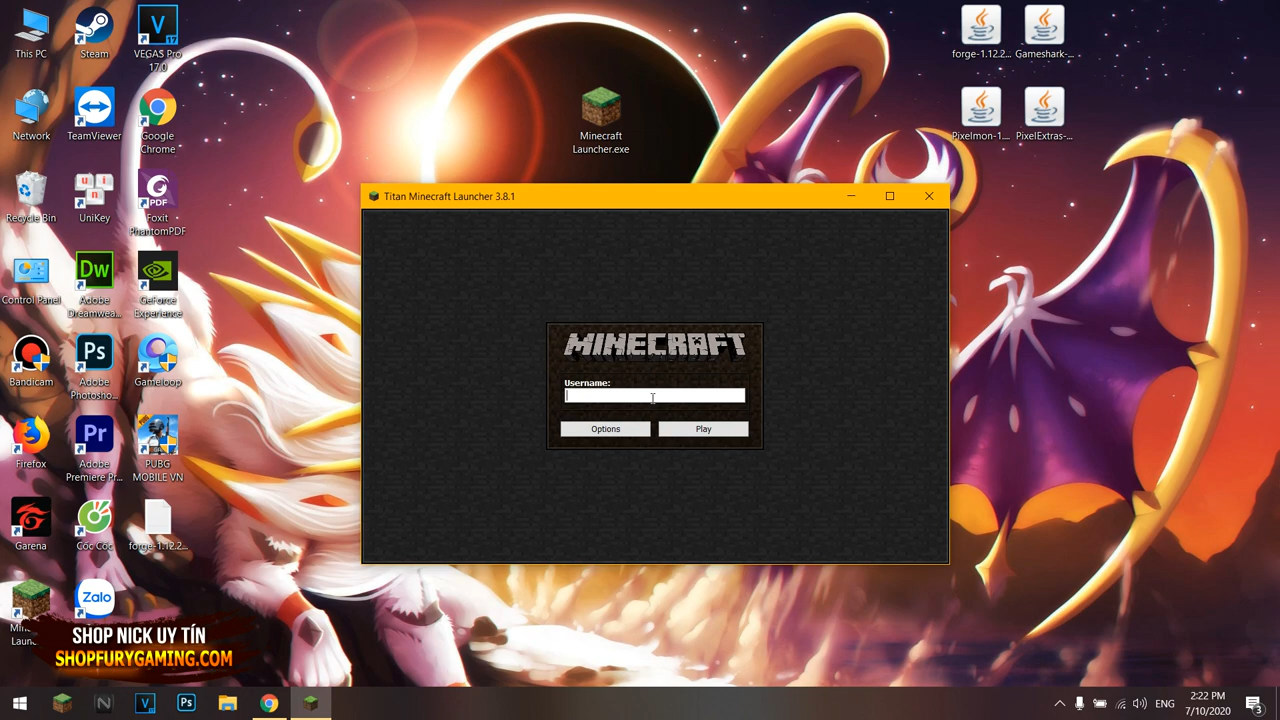 This PC
Steam
VEGAS Pro
17.0
Network
TeamViewer
Google
Chrome
Recycle Bin
UniKey
Foxit
PhantomPDF
Control Panel
Adobe
Dreamwea...
GeForce
Experience
Bandicam
Adobe
Photosho...
Gameloop
Firefox
Adobe
Premiere Pr...
PUBG
MOBILE VN
Garena
Cốc Cốc
forge-1.12.2...
Zalo
Minecraft
Launcher.exe
forge-1.12.2...
Gameshark-...
Pixelmon-1....
PixelExtras-...
Titan Minecraft Launcher 3.8.1
MINECRAFT
Username:
Options
Play
SHOP NICK UY TÍN
SHOPFURYGAMING.COM
ENG
2:22 PM
7/10/2020
3